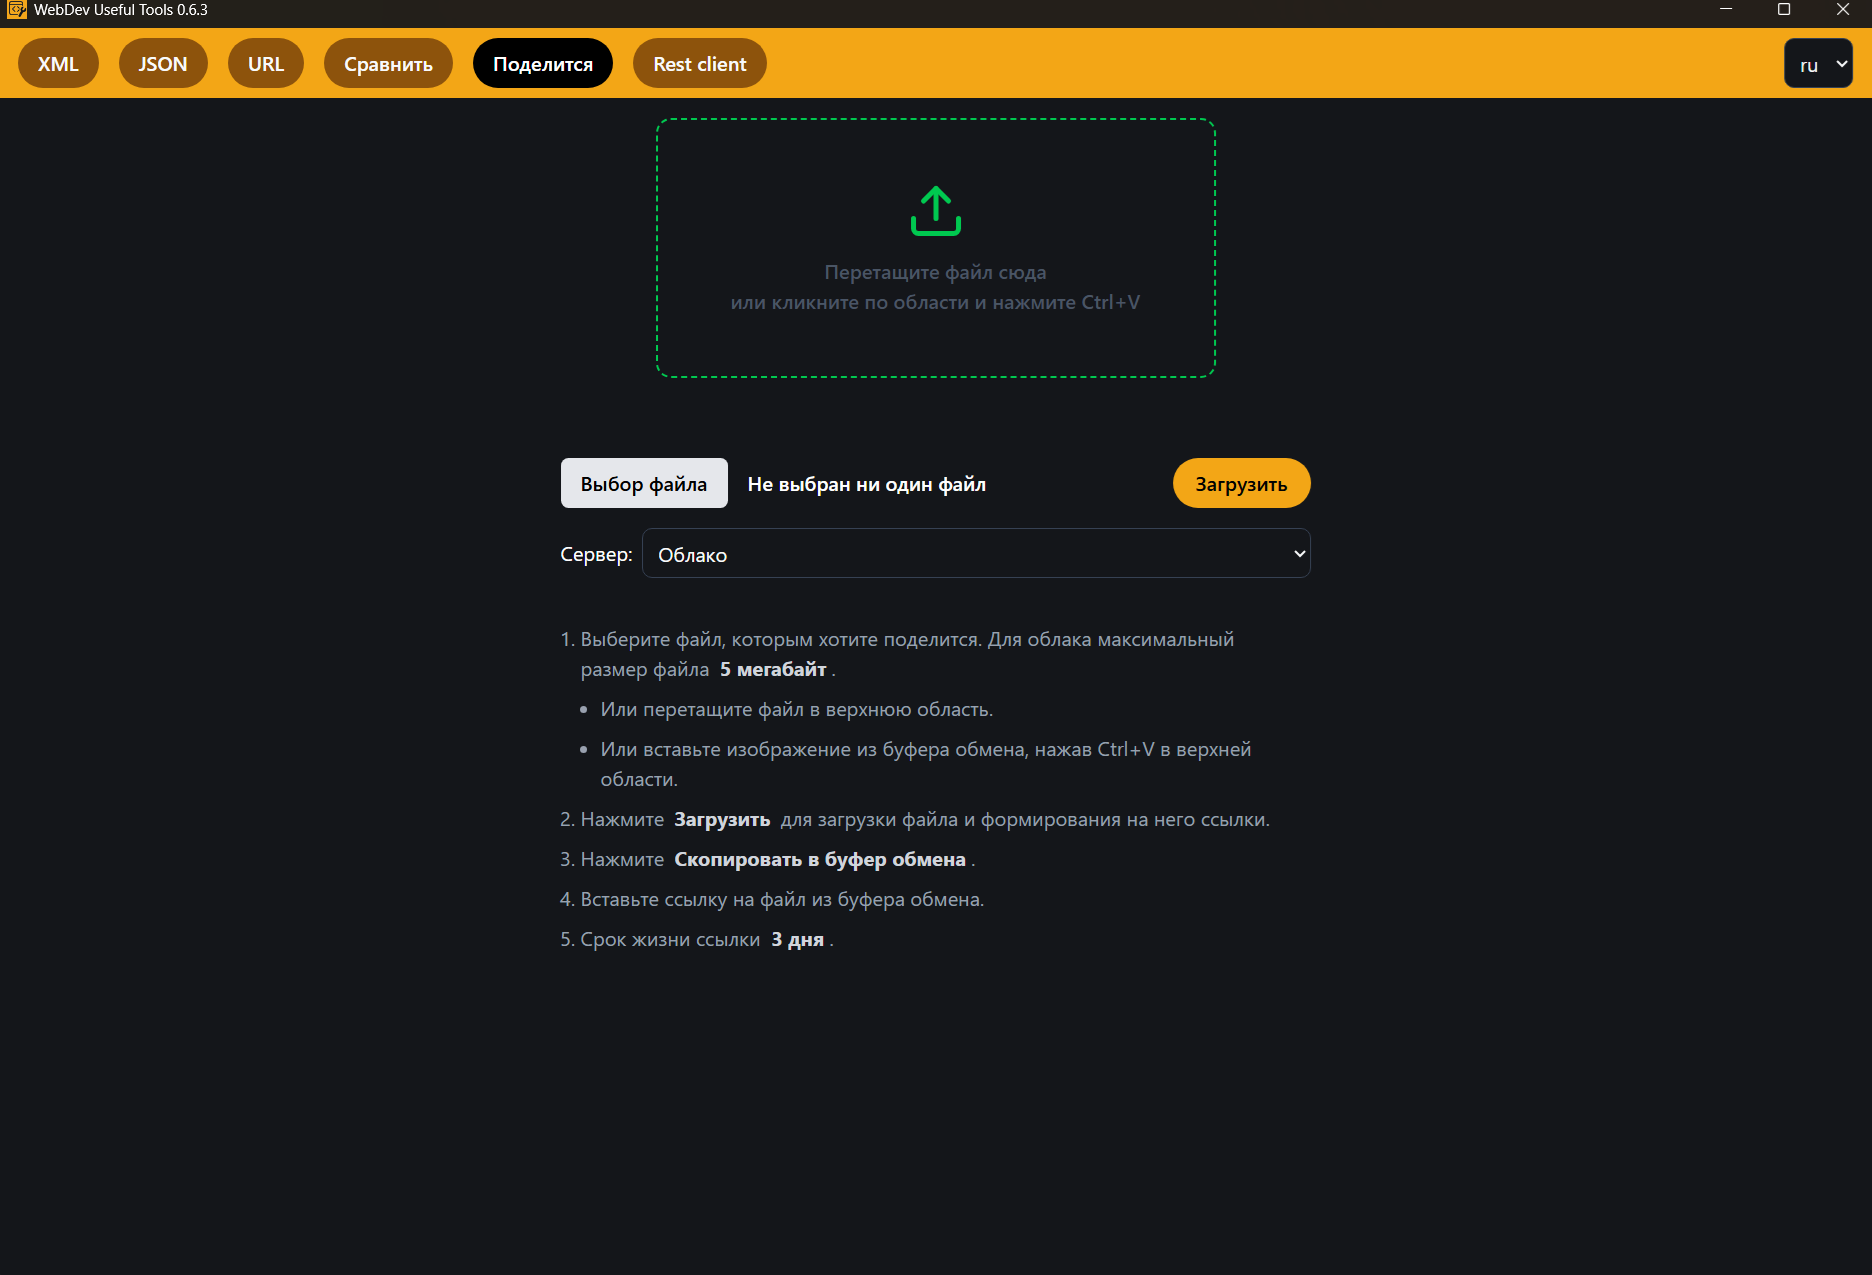 WebDev Useful Tools 0.6.3
XML JSON URL Сравнить Поделится Rest client ru
Перетащите файл сюда
или кликните по области и нажмите Ctrl+V
Выбор файла Не выбран ни один файл Загрузить
Сервер: Облако
1. Выберите файл, которым хотите поделится. Для облака максимальный
размер файла 5 мегабайт .
• Или перетащите файл в верхнюю область.
• Или вставьте изображение из буфера обмена, нажав Ctrl+V в верхней
области.
2. Нажмите Загрузить для загрузки файла и формирования на него ссылки.
3. Нажмите Скопировать в буфер обмена .
4. Вставьте ссылку на файл из буфера обмена.
5. Срок жизни ссылки 3 дня .